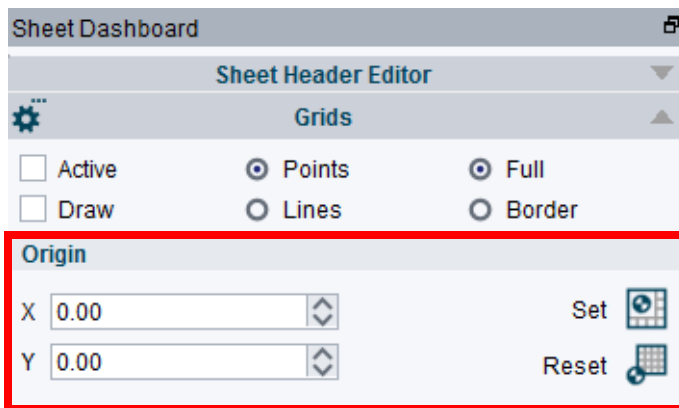 Sheet Dashboard
Sheet Header Editor
Grids
Active Points Full
Draw Lines Border
Origin
X 0.00 Set
Y 0.00 Reset